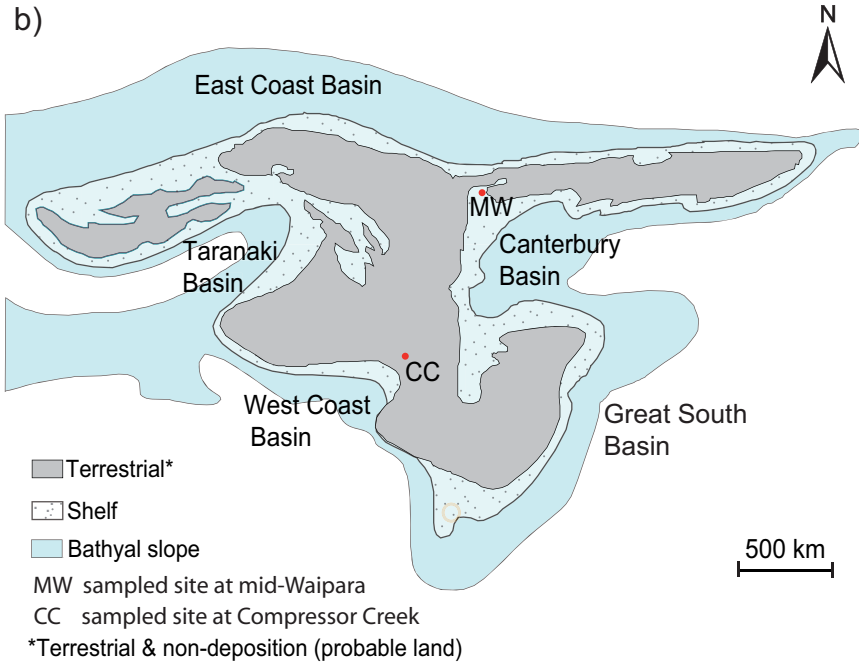 b)
N
East Coast Basin
MW
Taranaki
Basin
Canterbury
Basin
CC
West Coast
Basin
Great South
Basin
Terrestrial*
Shelf
Bathyal slope
500 km
MW sampled site at mid-Waipara
CC sampled site at Compressor Creek
*Terrestrial & non-deposition (probable land)